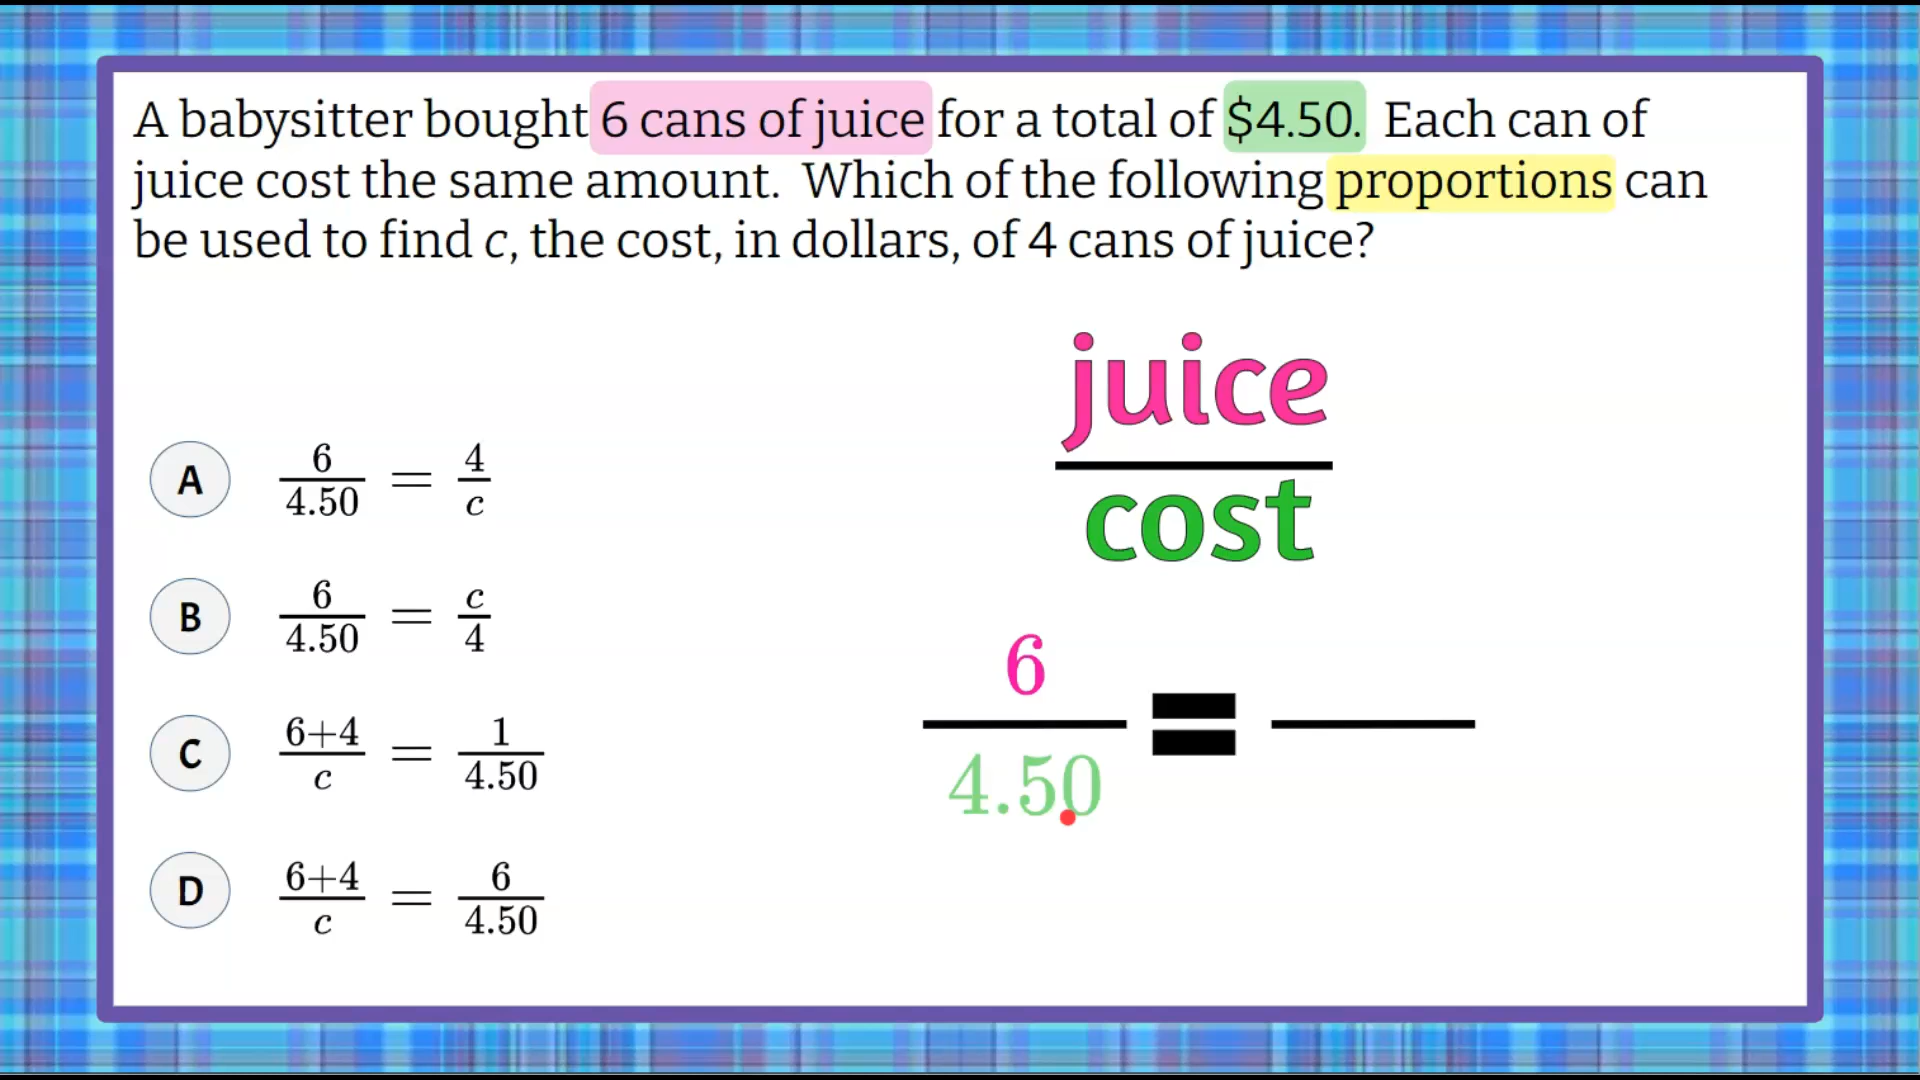 A babysitter bought 6 cans of juice for a total of $4.50. Each can of
juice cost the same amount. Which of the following proportions can
be used to find c, the cost, in dollars, of 4 cans of juice?
juice
cost
A 6/4.50 = 4/c
B 6/4.50 = c/4
C 6+4/c = 1/4.50
D 6+4/c = 6/4.50
6
4.50
=